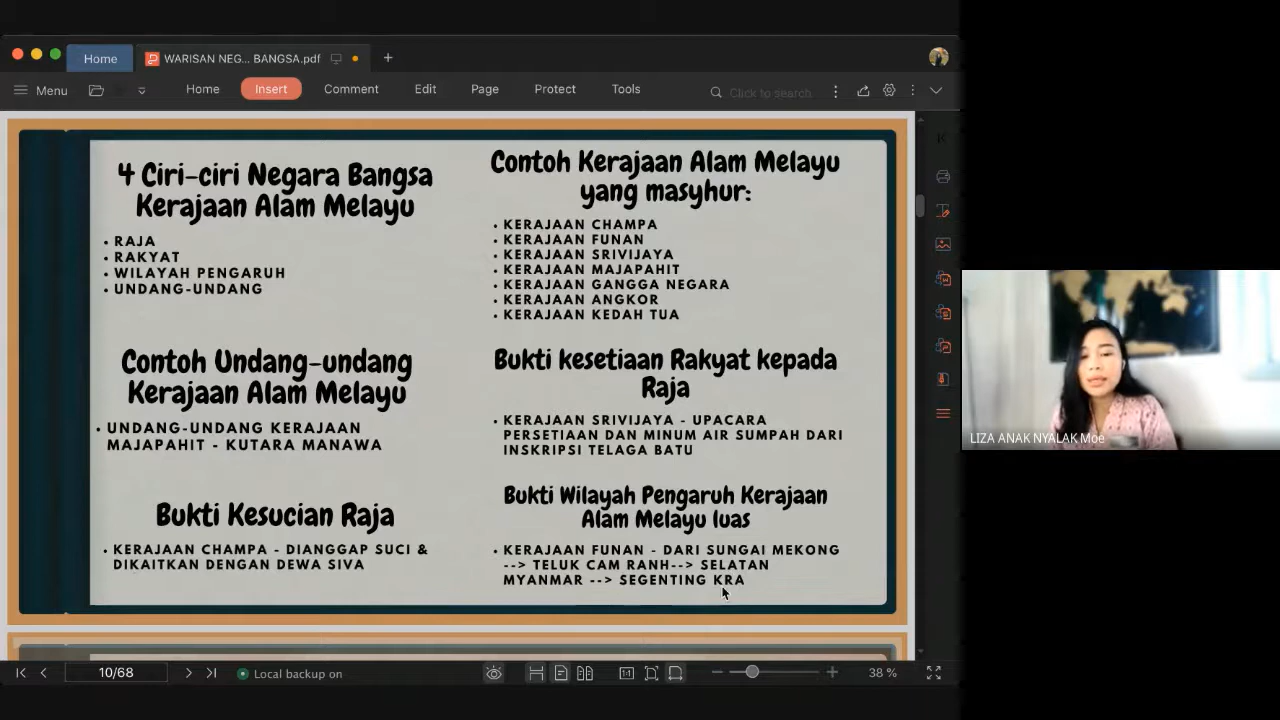 Home
WARISAN NEG... BANGSA.pdf
Menu
Home
Insert
Comment
Edit
Page
Protect
Tools
Click to search
4 Ciri-ciri Negara Bangsa
Kerajaan Alam Melayu
• RAJA
• RAKYAT
• WILAYAH PENGARUH
• UNDANG-UNDANG
Contoh Undang-undang
Kerajaan Alam Melayu
• UNDANG-UNDANG KERAJAAN
MAJAPAHIT - KUTARA MANAWA
Bukti Kesucian Raja
• KERAJAAN CHAMPA - DIANGGAP SUCI &
DIKAITKAN DENGAN DEWA SIVA
Contoh Kerajaan Alam Melayu
yang masyhur:
• KERAJAAN CHAMPA
• KERAJAAN FUNAN
• KERAJAAN SRIVIJAYA
• KERAJAAN MAJAPAHIT
• KERAJAAN GANGGA NEGARA
• KERAJAAN ANGKOR
• KERAJAAN KEDAH TUA
Bukti kesetiaan Rakyat kepada
Raja
• KERAJAAN SRIVIJAYA - UPACARA
PERSETIAAN DAN MINUM AIR SUMPAH DARI
INSKRIPSI TELAGA BATU
Bukti Wilayah Pengaruh Kerajaan
Alam Melayu luas
• KERAJAAN FUNAN - DARI SUNGAI MEKONG
--> TELUK CAM RANH--> SELATAN
MYANMAR --> SEGENTING KRA
LIZA ANAK NYALAK Moe
10/68
Local backup on
1:1
38 %